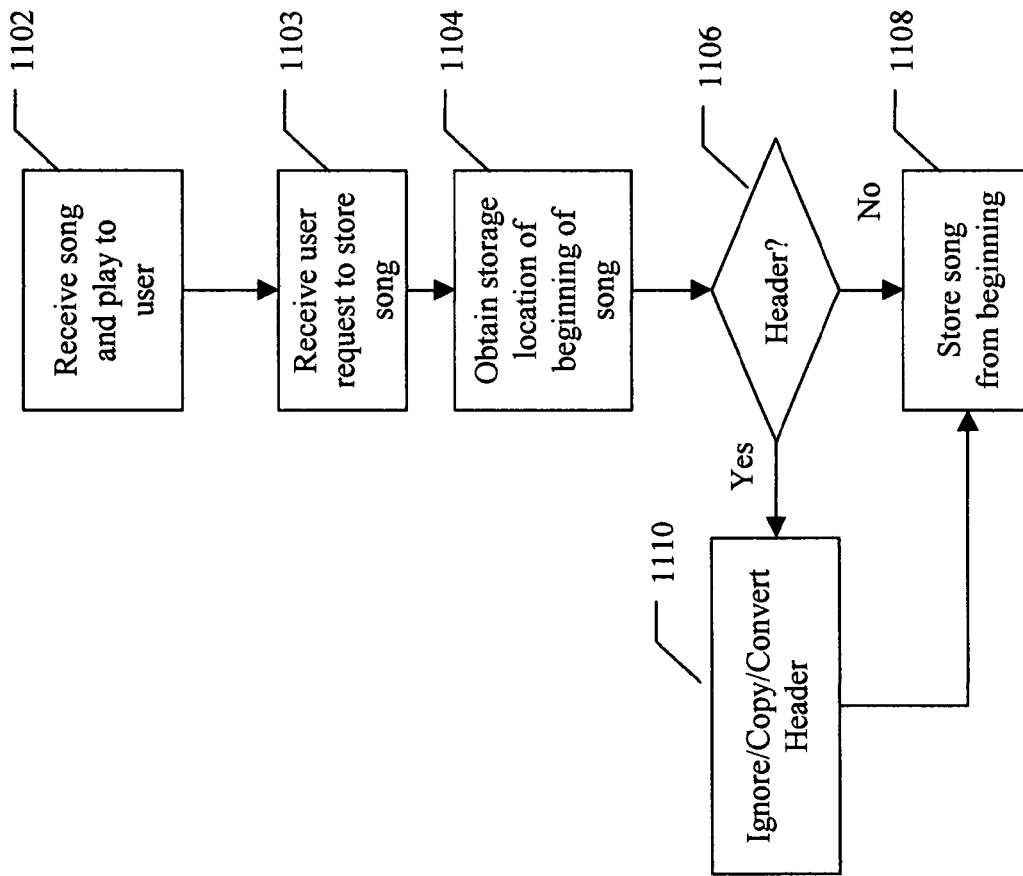 1102
Receive song
and play to
user
1103
Receive user
request to store
song
1104
Obtain storage
location of
beginning of
song
1106
Header?
Yes
No
1110
Ignore/Copy/Convert
Header
1108
Store song
from beginning